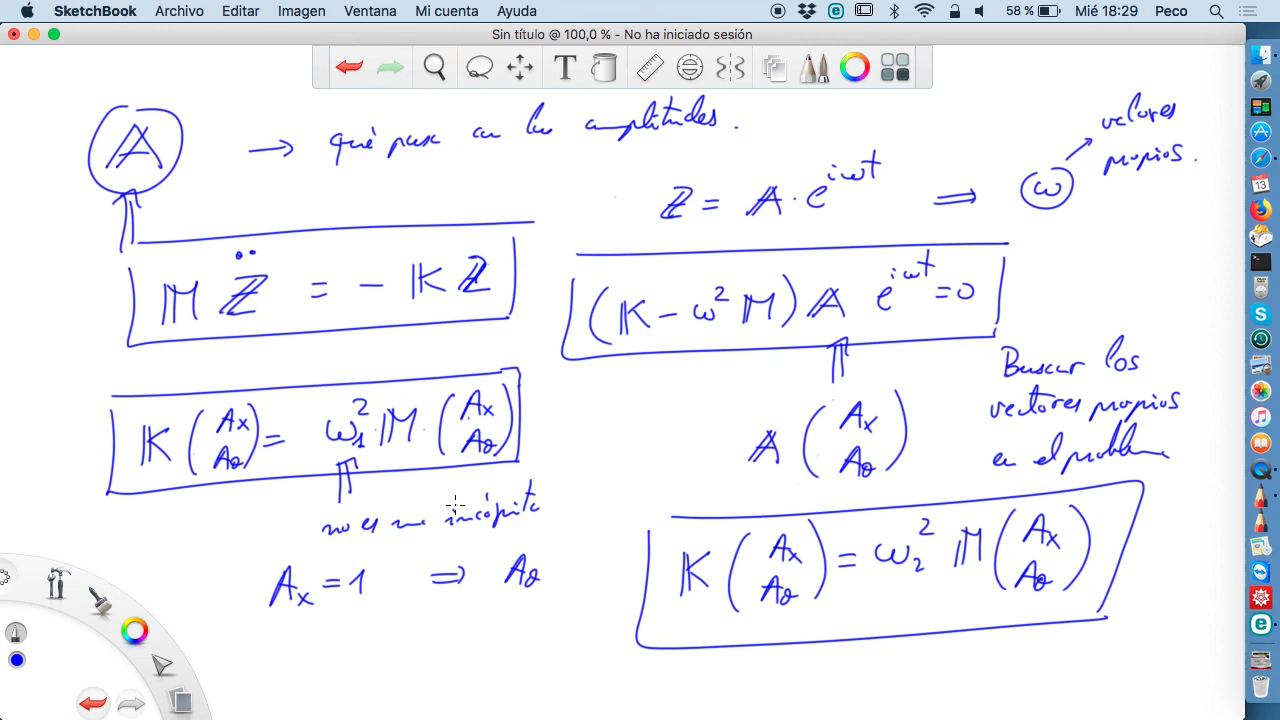 SketchBook Archivo Editar Imagen Ventana Mi cuenta Ayuda 58 % Mié 18:29 Peco
Sin título @ 100,0 % - No ha iniciado sesión
𝔸 → qué pasa con las amplitudes.
ℤ = 𝔸 · e^{iωt} ⟹ ω
valores
propios.
𝕄 ℤ̈ = - 𝕂 ℤ
(𝕂 - ω² 𝕄) 𝔸 e^{iωt} = 0
𝕂 (Ax Aθ) = ω₁² · 𝕄 · (Ax Aθ)
no es una incógnita
Ax = 1 ⟹ Aθ
𝔸 (Ax Aθ)
Buscar los
vectores propios
en el problema
𝕂 (Ax Aθ) = ω₂² 𝕄 (Ax Aθ)
13